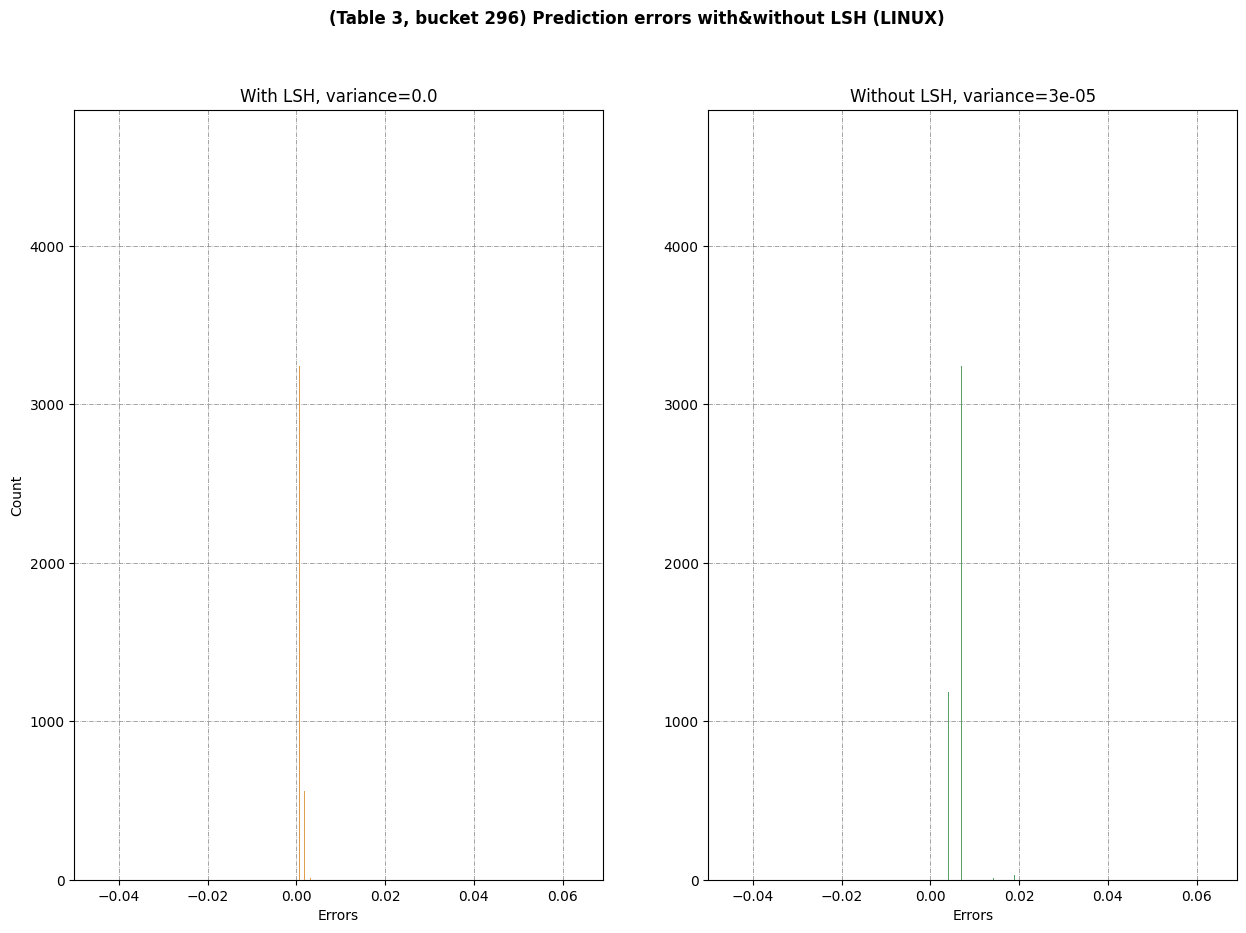 (Table 3, bucket 296) Prediction errors with&without LSH (LINUX)
With LSH, variance=0.0
4000
3000
2000
1000
0
Count
−0.04 −0.02 0.00 0.02 0.04 0.06
Errors
Without LSH, variance=3e-05
4000
3000
2000
1000
0
−0.04 −0.02 0.00 0.02 0.04 0.06
Errors